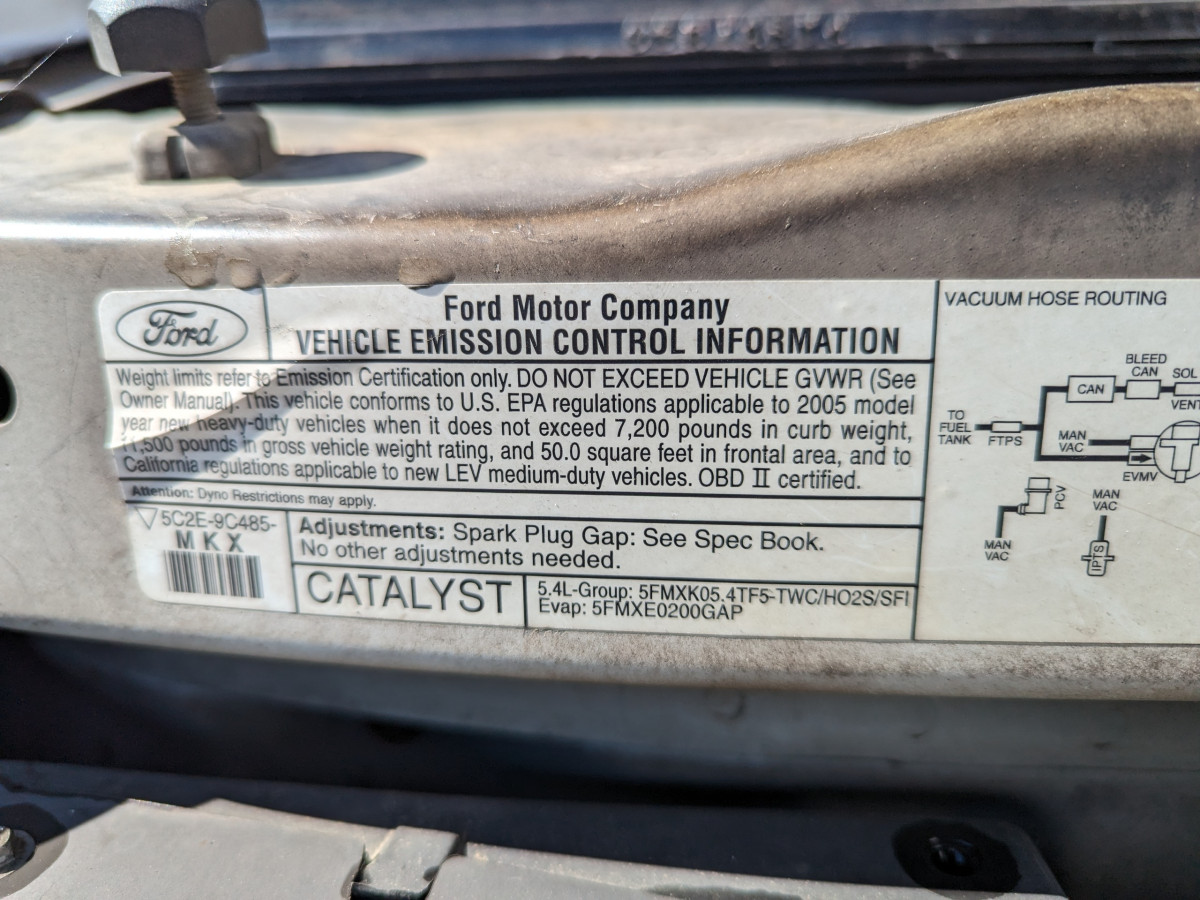 Ford
Ford Motor Company
VEHICLE EMISSION CONTROL INFORMATION
Weight limits refer to Emission Certification only. DO NOT EXCEED VEHICLE GVWR (See
Owner Manual). This vehicle conforms to U.S. EPA regulations applicable to 2005 model
year new heavy-duty vehicles when it does not exceed 7,200 pounds in curb weight,
11,500 pounds in gross vehicle weight rating, and 50.0 square feet in frontal area, and to
California regulations applicable to new LEV medium-duty vehicles. OBD II certified.
Attention: Dyno Restrictions may apply.
5C2E-9C485-
M K X
Adjustments: Spark Plug Gap: See Spec Book.
No other adjustments needed.
CATALYST
5.4L-Group: 5FMXK05.4TF5-TWC/HO2S/SFI
Evap: 5FMXE0200GAP
VACUUM HOSE ROUTING
BLEED
CAN
CAN
SOL
VENT
TO
FUEL
TANK
FTPS
MAN
VAC
EVMV
PCV
MAN
VAC
MAN
VAC
IPTS